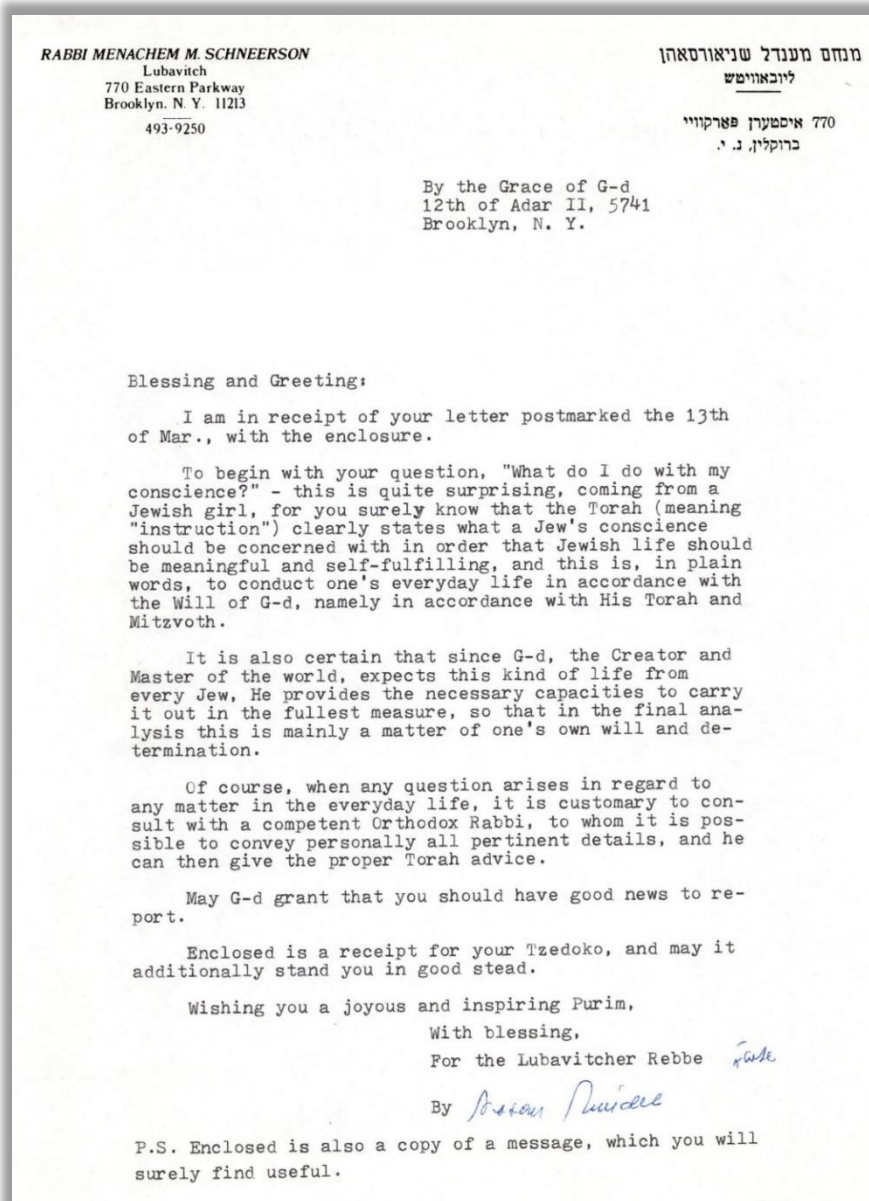 RABBI MENACHEM M. SCHNEERSON
Lubavitch
770 Eastern Parkway
Brooklyn. N. Y. 11213
493-9250
מנחם מענדל שניאורסאהן
ליובאוויטש
770 איסטערן פארקוויי
ברוקלין, נ. י.
By the Grace of G-d
12th of Adar II, 5741
Brooklyn, N. Y.
Blessing and Greeting:
I am in receipt of your letter postmarked the 13th
of Mar., with the enclosure.
To begin with your question, "What do I do with my
conscience?" - this is quite surprising, coming from a
Jewish girl, for you surely know that the Torah (meaning
"instruction") clearly states what a Jew's conscience
should be concerned with in order that Jewish life should
be meaningful and self-fulfilling, and this is, in plain
words, to conduct one's everyday life in accordance with
the Will of G-d, namely in accordance with His Torah and
Mitzvoth.
It is also certain that since G-d, the Creator and
Master of the world, expects this kind of life from
every Jew, He provides the necessary capacities to carry
it out in the fullest measure, so that in the final ana-
lysis this is mainly a matter of one's own will and de-
termination.
Of course, when any question arises in regard to
any matter in the everyday life, it is customary to con-
sult with a competent Orthodox Rabbi, to whom it is pos-
sible to convey personally all pertinent details, and he
can then give the proper Torah advice.
May G-d grant that you should have good news to re-
port.
Enclosed is a receipt for your Tzedoko, and may it
additionally stand you in good stead.
Wishing you a joyous and inspiring Purim,
With blessing,
For the Lubavitcher Rebbe
By
P.S. Enclosed is also a copy of a message, which you will
surely find useful.